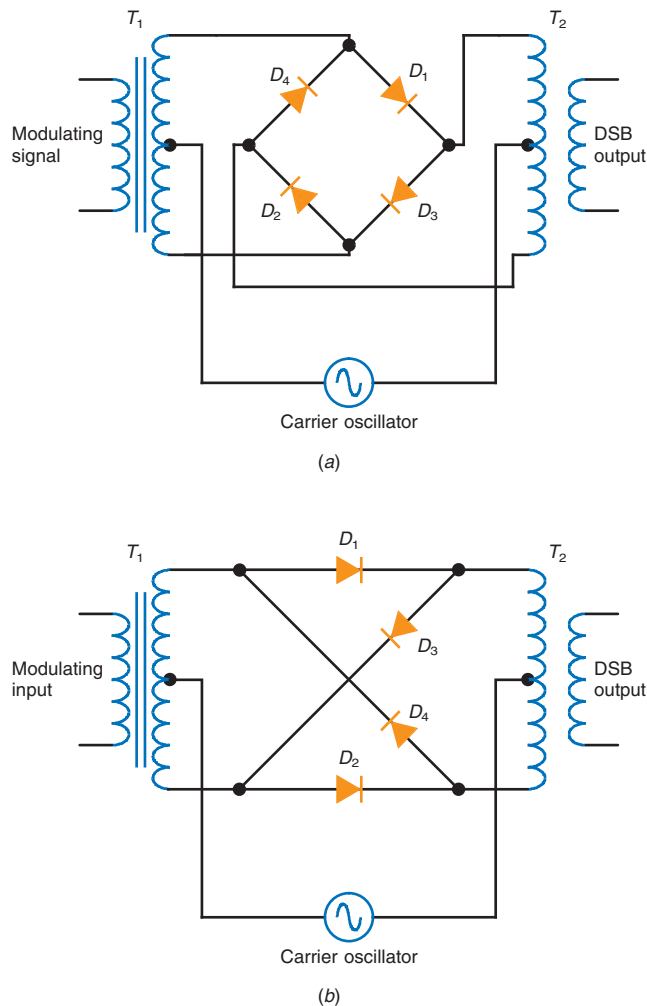 T1
T2
D4
D1
Modulating
signal
DSB
output
D2
D3
Carrier oscillator
(a)
D1
T1
T2
Modulating
input
D3
DSB
output
D4
D2
Carrier oscillator
(b)